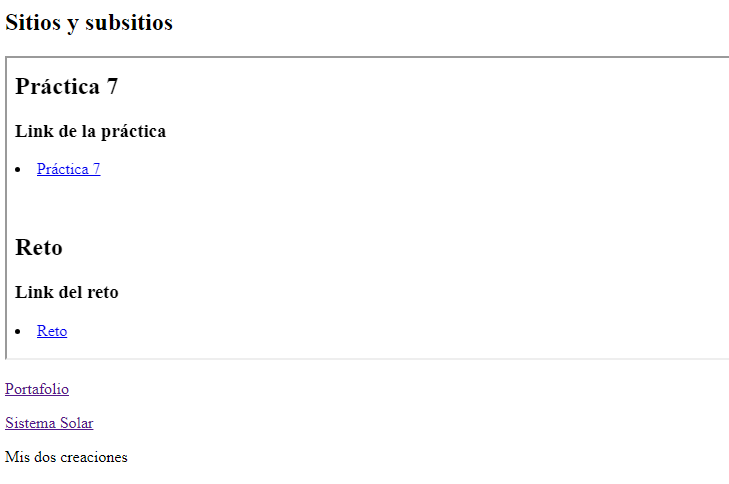 Sitios y subsitios
Práctica 7
Link de la práctica
Práctica 7
Reto
Link del reto
Reto
Portafolio
Sistema Solar
Mis dos creaciones